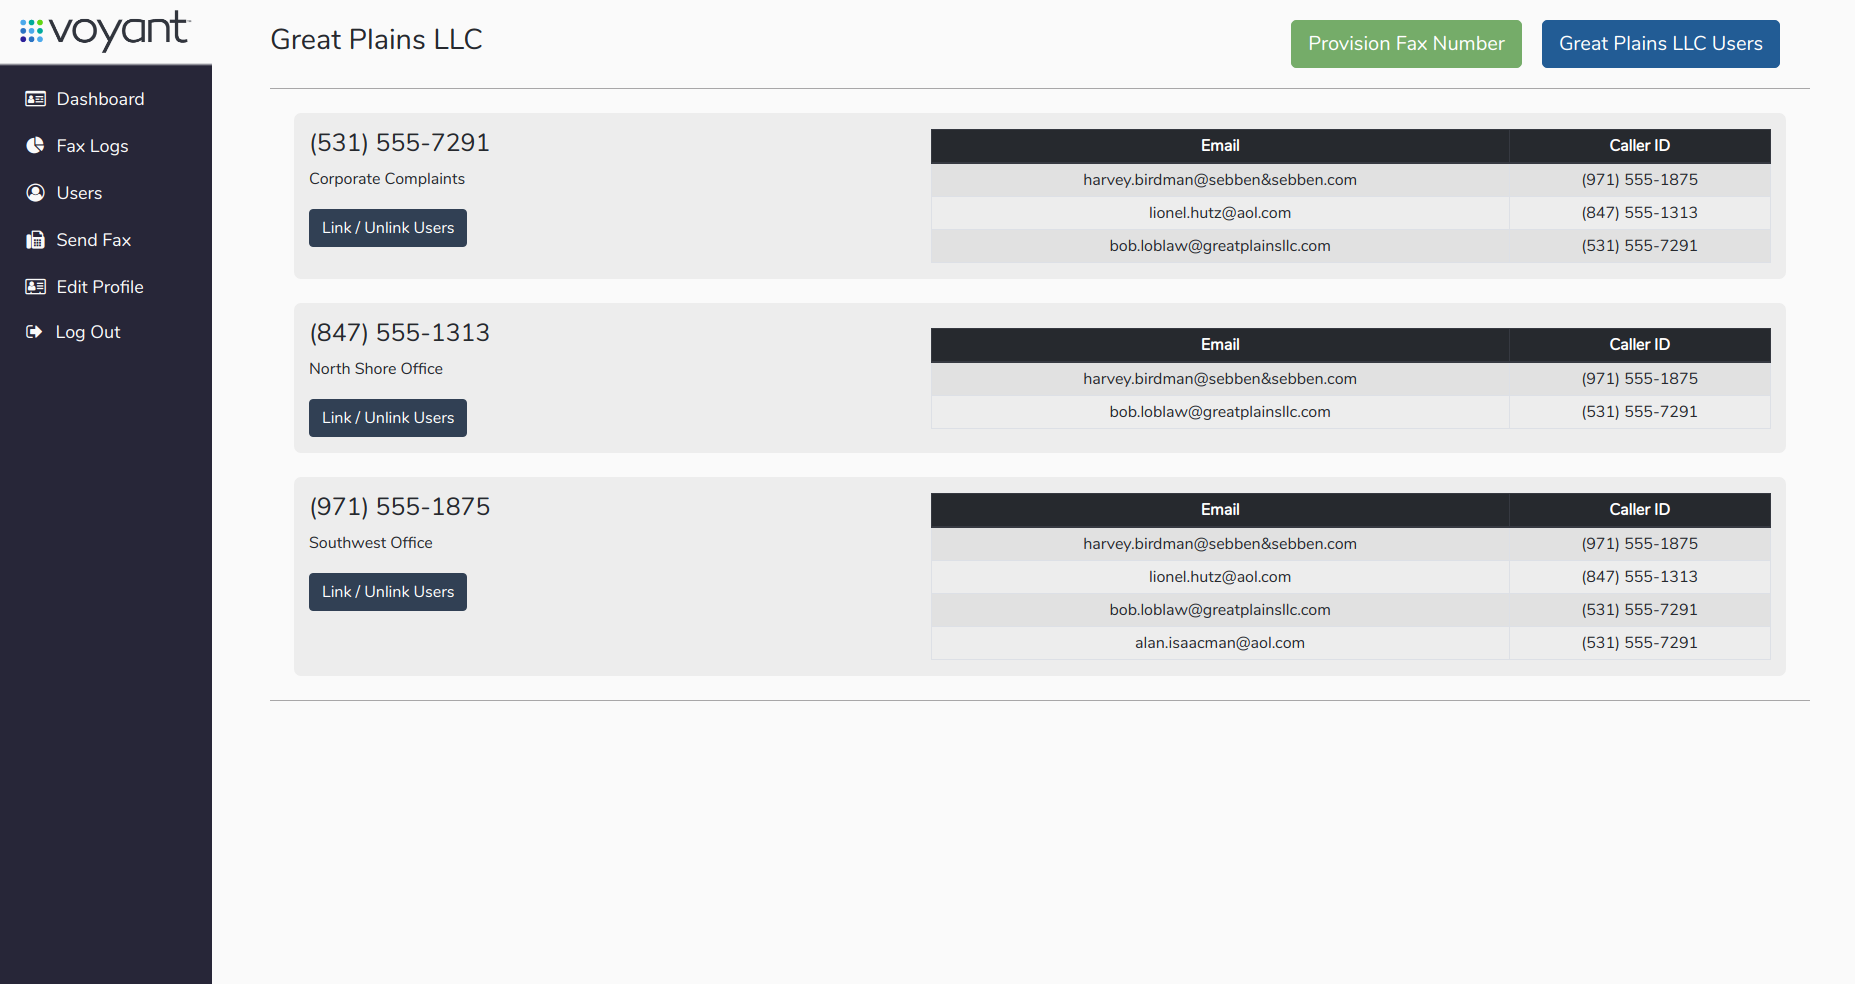 voyant
Great Plains LLC
Provision Fax Number
Great Plains LLC Users
Dashboard
Fax Logs
Users
Send Fax
Edit Profile
Log Out
(531) 555-7291
Corporate Complaints
Link / Unlink Users
Email Caller ID
harvey.birdman@sebben&sebben.com (971) 555-1875
lionel.hutz@aol.com (847) 555-1313
bob.loblaw@greatplainsllc.com (531) 555-7291
(847) 555-1313
North Shore Office
Link / Unlink Users
Email Caller ID
harvey.birdman@sebben&sebben.com (971) 555-1875
bob.loblaw@greatplainsllc.com (531) 555-7291
(971) 555-1875
Southwest Office
Link / Unlink Users
Email Caller ID
harvey.birdman@sebben&sebben.com (971) 555-1875
lionel.hutz@aol.com (847) 555-1313
bob.loblaw@greatplainsllc.com (531) 555-7291
alan.isaacman@aol.com (531) 555-7291